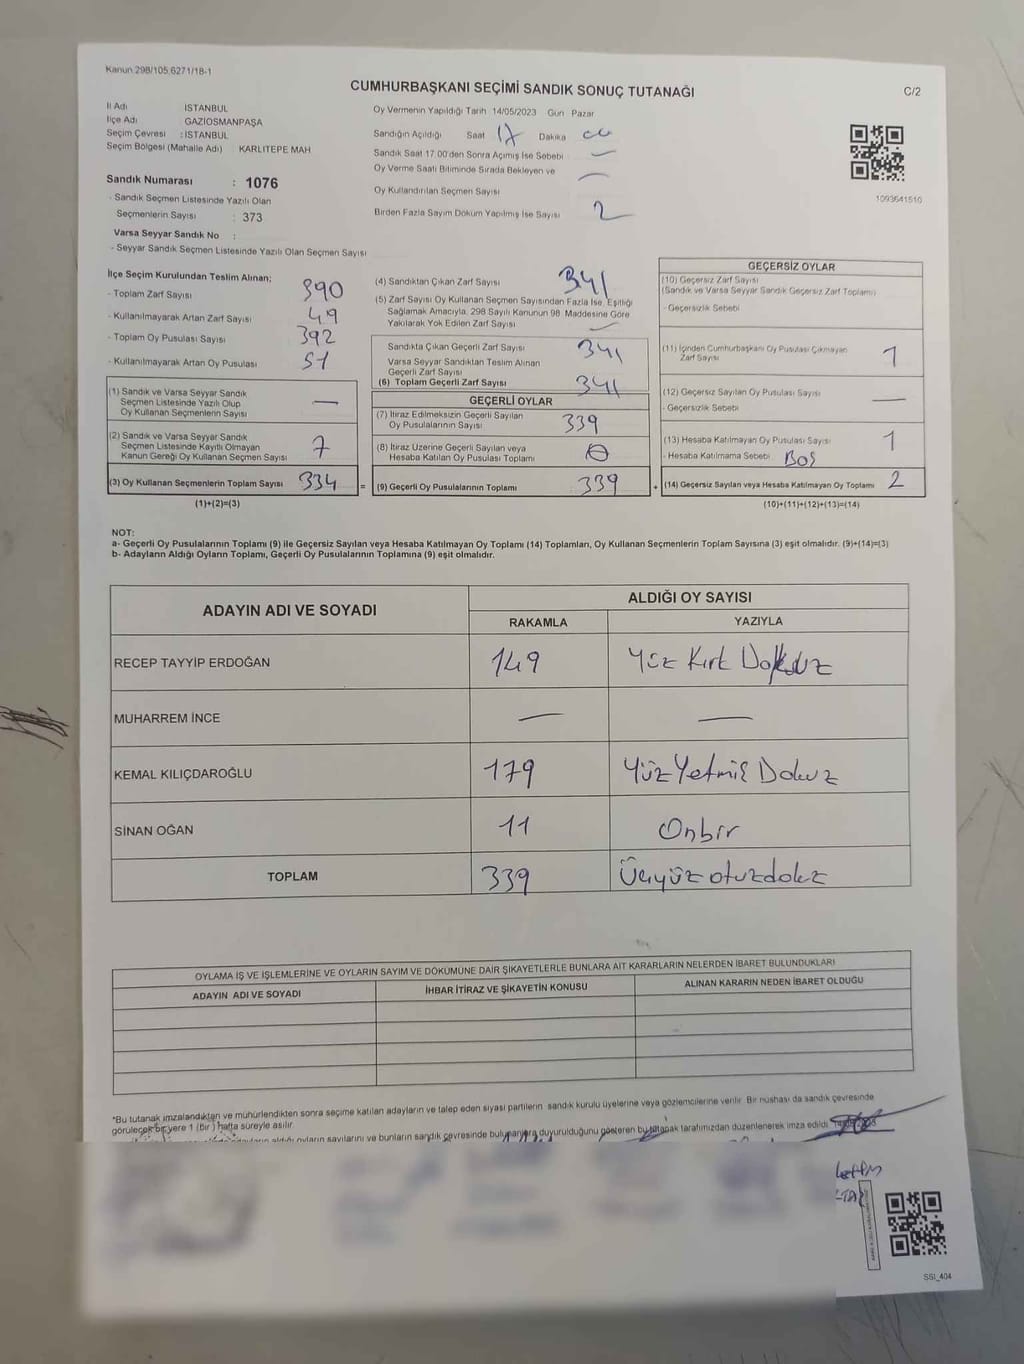 Kanun 298/105,6271/18-1
CUMHURBAŞKANI SEÇİMİ SANDIK SONUÇ TUTANAĞI
C/2
İl Adı İSTANBUL
İlçe Adı GAZİOSMANPAŞA
Seçim Çevresi : İSTANBUL
Seçim Bölgesi (Mahalle Adı) KARLITEPE MAH
Oy Vermenin Yapıldığı Tarih 14/05/2023 Gün Pazar
Sandığın Açıldığı Saat 17 Dakika 00
Sandık Saat 17.00'den Sonra Açılmış İse Sebebi —
Oy Verme Saati Bitiminde Sırada Bekleyen ve
Oy Kullandırılan Seçmen Sayısı —
Birden Fazla Sayım Döküm Yapılmış İse Sayısı 2
1093641510
Sandık Numarası : 1076
- Sandık Seçmen Listesinde Yazılı Olan
Seçmenlerin Sayısı : 373
Varsa Seyyar Sandık No :
- Seyyar Sandık Seçmen Listesinde Yazılı Olan Seçmen Sayısı
İlçe Seçim Kurulundan Teslim Alınan;
- Toplam Zarf Sayısı 390
- Kullanılmayarak Artan Zarf Sayısı 49
- Toplam Oy Pusulası Sayısı 392
- Kullanılmayarak Artan Oy Pusulası 51
(1) Sandık ve Varsa Seyyar Sandık
Seçmen Listesinde Yazılı Olup
Oy Kullanan Seçmenlerin Sayısı —
(2) Sandık ve Varsa Seyyar Sandık
Seçmen Listesinde Kayıtlı Olmayan
Kanun Gereği Oy Kullanan Seçmen Sayısı 7
(3) Oy Kullanan Seçmenlerin Toplam Sayısı 334
(1)+(2)=(3)
(4) Sandıktan Çıkan Zarf Sayısı 341
(5) Zarf Sayısı Oy Kullanan Seçmen Sayısından Fazla İse, Eşitliği
Sağlamak Amacıyla, 298 Sayılı Kanunun 98. Maddesine Göre
Yakılarak Yok Edilen Zarf Sayısı —
Sandıkta Çıkan Geçerli Zarf Sayısı 341
Varsa Seyyar Sandıktan Teslim Alınan
Geçerli Zarf Sayısı
(6) Toplam Geçerli Zarf Sayısı 341
GEÇERLİ OYLAR
(7) İtiraz Edilmeksizin Geçerli Sayılan
Oy Pusulalarının Sayısı 339
(8) İtiraz Üzerine Geçerli Sayılan veya
Hesaba Katılan Oy Pusulası Toplamı 0
= (9) Geçerli Oy Pusulalarının Toplamı 339
GEÇERSİZ OYLAR
(10) Geçersiz Zarf Sayısı
(Sandık ve Varsa Seyyar Sandık Geçersiz Zarf Toplamı)
- Geçersizlik Sebebi
(11) İçinden Cumhurbaşkanı Oy Pusulası Çıkmayan
Zarf Sayısı 1
(12) Geçersiz Sayılan Oy Pusulası Sayısı —
- Geçersizlik Sebebi
(13) Hesaba Katılmayan Oy Pusulası Sayısı 1
- Hesaba Katılmama Sebebi BOŞ
+ (14) Geçersiz Sayılan veya Hesaba Katılmayan Oy Toplamı 2
(10)+(11)+(12)+(13)=(14)
NOT:
a- Geçerli Oy Pusulalarının Toplamı (9) ile Geçersiz Sayılan veya Hesaba Katılmayan Oy Toplamı (14) Toplamları, Oy Kullanan Seçmenlerin Toplam Sayısına (3) eşit olmalıdır. (9)+(14)=(3)
b- Adayların Aldığı Oyların Toplamı, Geçerli Oy Pusulalarının Toplamına (9) eşit olmalıdır.
ADAYIN ADI VE SOYADI
ALDIĞI OY SAYISI
RAKAMLA YAZIYLA
RECEP TAYYİP ERDOĞAN 149 Yüz Kırk Dokuz
MUHARREM İNCE — —
KEMAL KILIÇDAROĞLU 179 YüzYetmiş Dokuz
SİNAN OĞAN 11 Onbir
TOPLAM 339 Üçyüz otuzdokuz
OYLAMA İŞ VE İŞLEMLERİNE VE OYLARIN SAYIM VE DÖKÜMÜNE DAİR ŞİKAYETLERLE BUNLARA AİT KARARLARIN NELERDEN İBARET BULUNDUKLARI
ADAYIN ADI VE SOYADI İHBAR İTİRAZ VE ŞİKAYETİN KONUSU ALINAN KARARIN NEDEN İBARET OLDUĞU
*Bu tutanak imzalandıktan ve mühürlendikten sonra seçime katılan adayların ve talep eden siyasi partilerin sandık kurulu üyelerine veya gözlemcilerine verilir. Bir nüshası da sandık çevresinde
görülecek bir yere 1 (bir) hafta süreyle asılır.
aldığı oyların sayılarını ve bunların sandık çevresinde bulunanlara duyurulduğunu gösteren bu tutanak tarafımızdan düzenlenerek imza edildi.
SSI_404